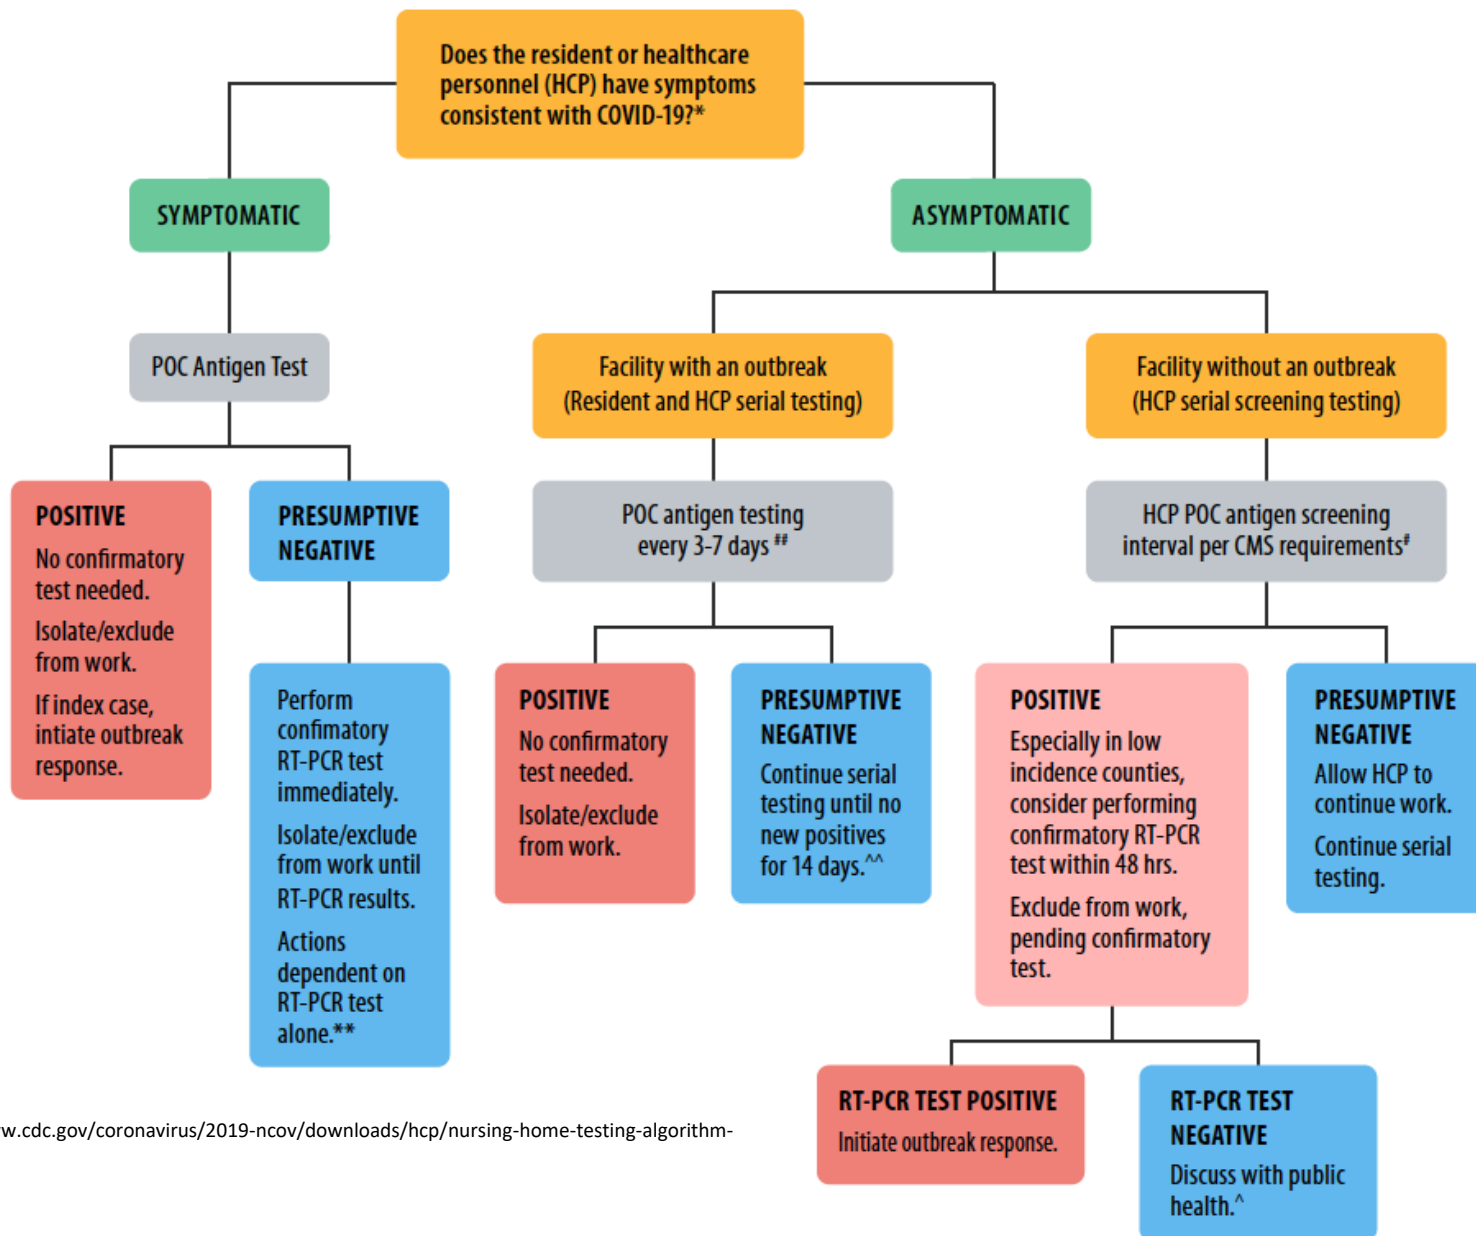 Does the resident or healthcare
personnel (HCP) have symptoms
consistent with COVID-19?*
SYMPTOMATIC
ASYMPTOMATIC
POC Antigen Test
Facility with an outbreak
(Resident and HCP serial testing)
Facility without an outbreak
(HCP serial screening testing)
POSITIVE
No confirmatory
test needed.
Isolate/exclude
from work.
If index case,
intiate outbreak
response.
PRESUMPTIVE
NEGATIVE
Perform
confimatory
RT-PCR test
immediately.
Isolate/exclude
from work until
RT-PCR results.
Actions
dependent on
RT-PCR test
alone.**
POC antigen testing
every 3-7 days ##
HCP POC antigen screening
interval per CMS requirements#
POSITIVE
No confirmatory
test needed.
Isolate/exclude
from work.
PRESUMPTIVE
NEGATIVE
Continue serial
testing until no
new positives
for 14 days.^^
POSITIVE
Especially in low
incidence counties,
consider performing
confirmatory RT-PCR
test within 48 hrs.
Exclude from work,
pending confirmatory
test.
PRESUMPTIVE
NEGATIVE
Allow HCP to
continue work.
Continue serial
testing.
RT-PCR TEST POSITIVE
Initiate outbreak response.
RT-PCR TEST
NEGATIVE
Discuss with public
health.^
w.cdc.gov/coronavirus/2019-ncov/downloads/hcp/nursing-home-testing-algorithm-